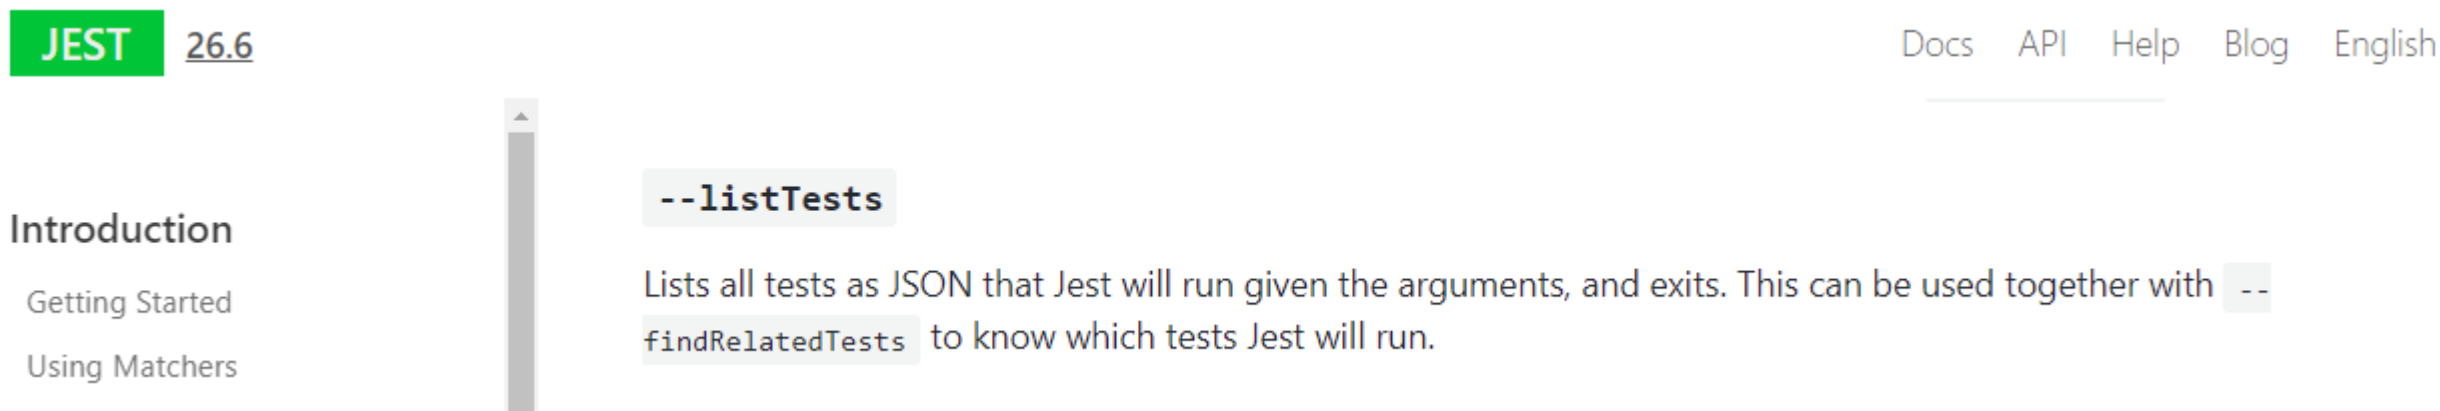 JEST 26.6 Docs API Help Blog English
Introduction
Getting Started
Using Matchers
--listTests
Lists all tests as JSON that Jest will run given the arguments, and exits. This can be used together with --
findRelatedTests to know which tests Jest will run.